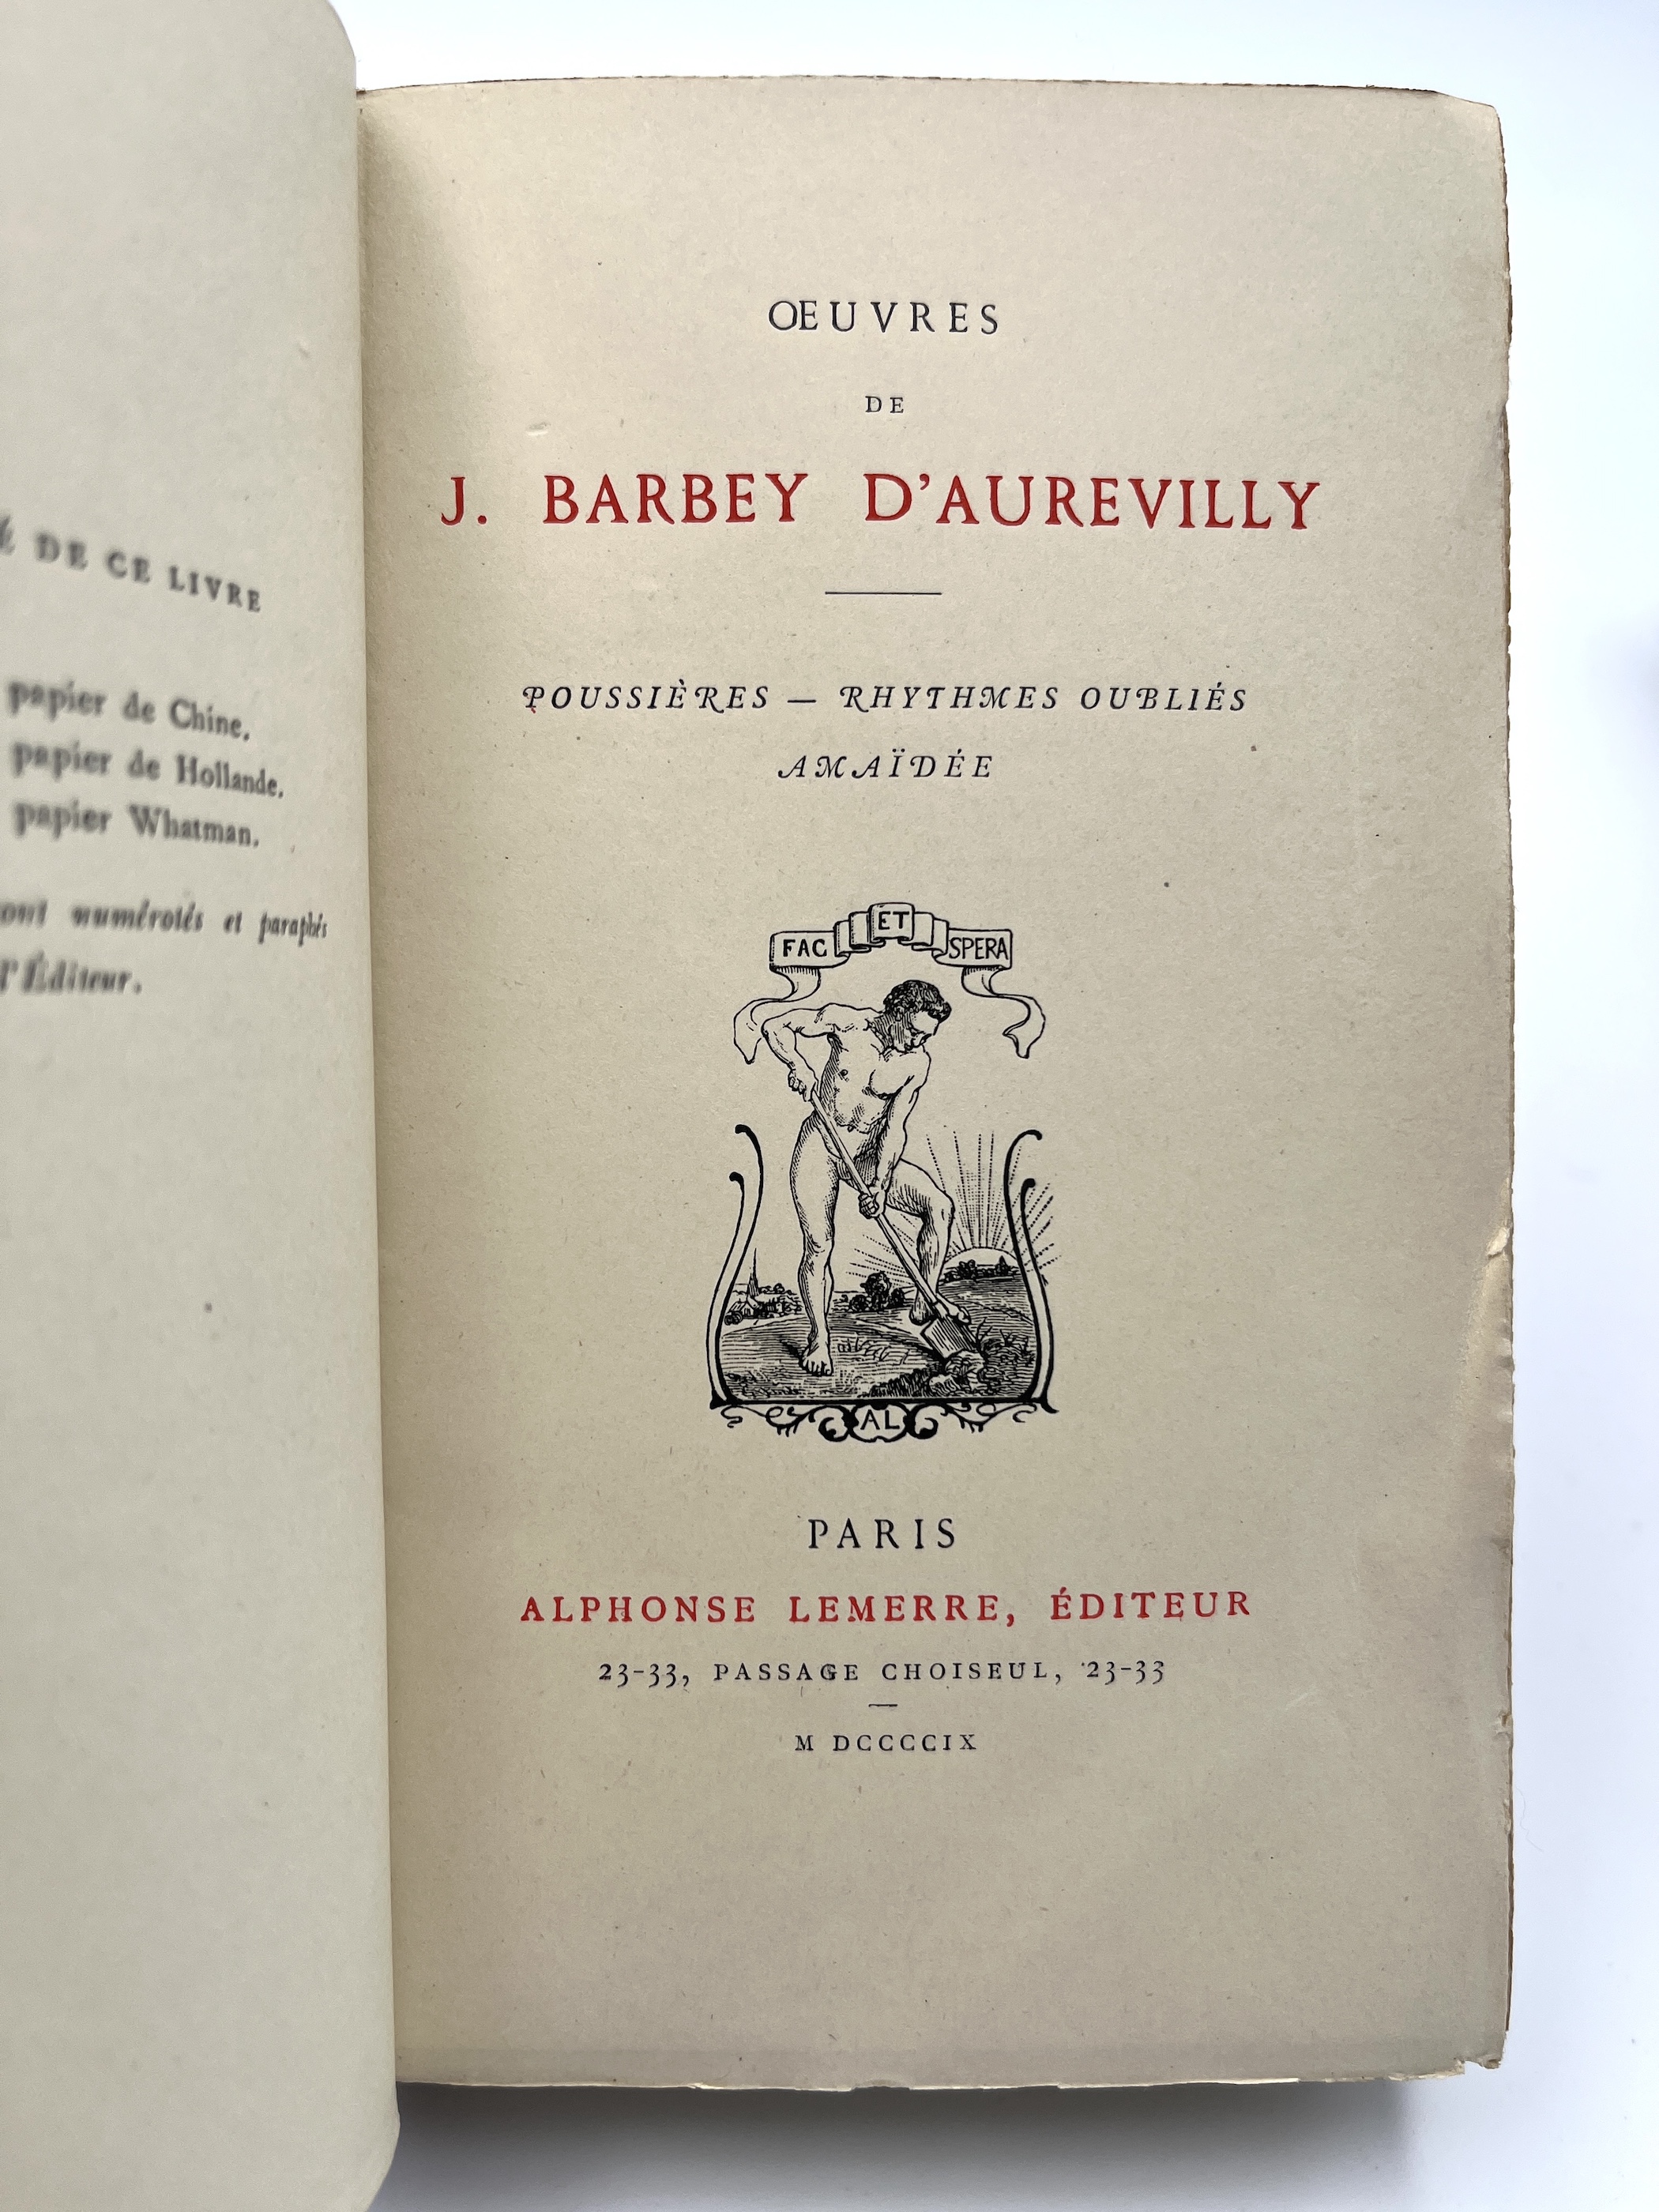 DE CE LIVRE
papier de Chine.
papier de Hollande.
papier Whatman.
numérotés et paraphés
l'Éditeur.
ŒUVRES
DE
J. BARBEY D'AUREVILLY
POUSSIÈRES — RHYTHMES OUBLIÉS
AMAÏDÉE
FAC ET SPERA
AL
PARIS
ALPHONSE LEMERRE, ÉDITEUR
23-33, PASSAGE CHOISEUL, 23-33
M DCCCCIX